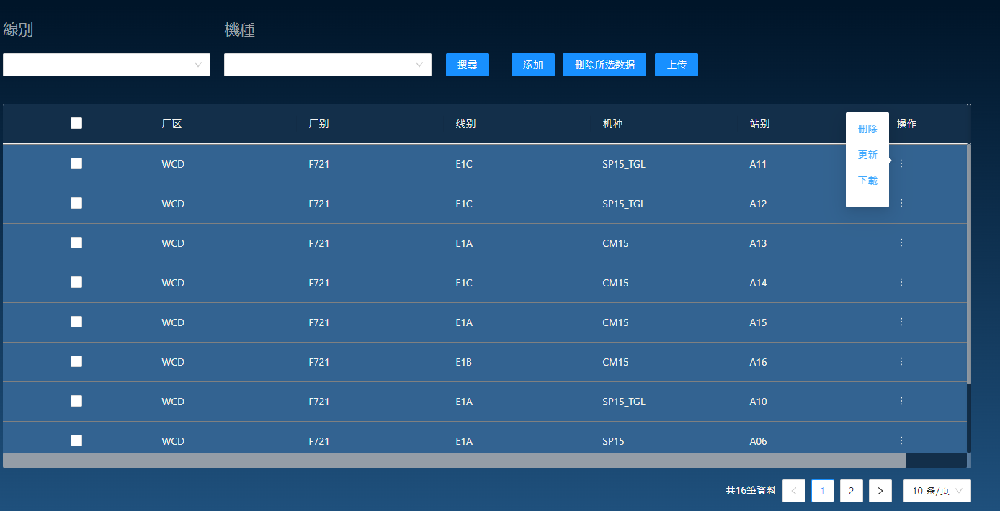 線別 機種
搜尋 添加 刪除所选数据 上传
厂区 厂别 线别 机种 站别 操作
刪除
更新
下載
WCD F721 E1C SP15_TGL A11
WCD F721 E1C SP15_TGL A12
WCD F721 E1A CM15 A13
WCD F721 E1C CM15 A14
WCD F721 E1A CM15 A15
WCD F721 E1B CM15 A16
WCD F721 E1A SP15_TGL A10
WCD F721 E1A SP15 A06
共16筆資料 < 1 2 > 10 条/页